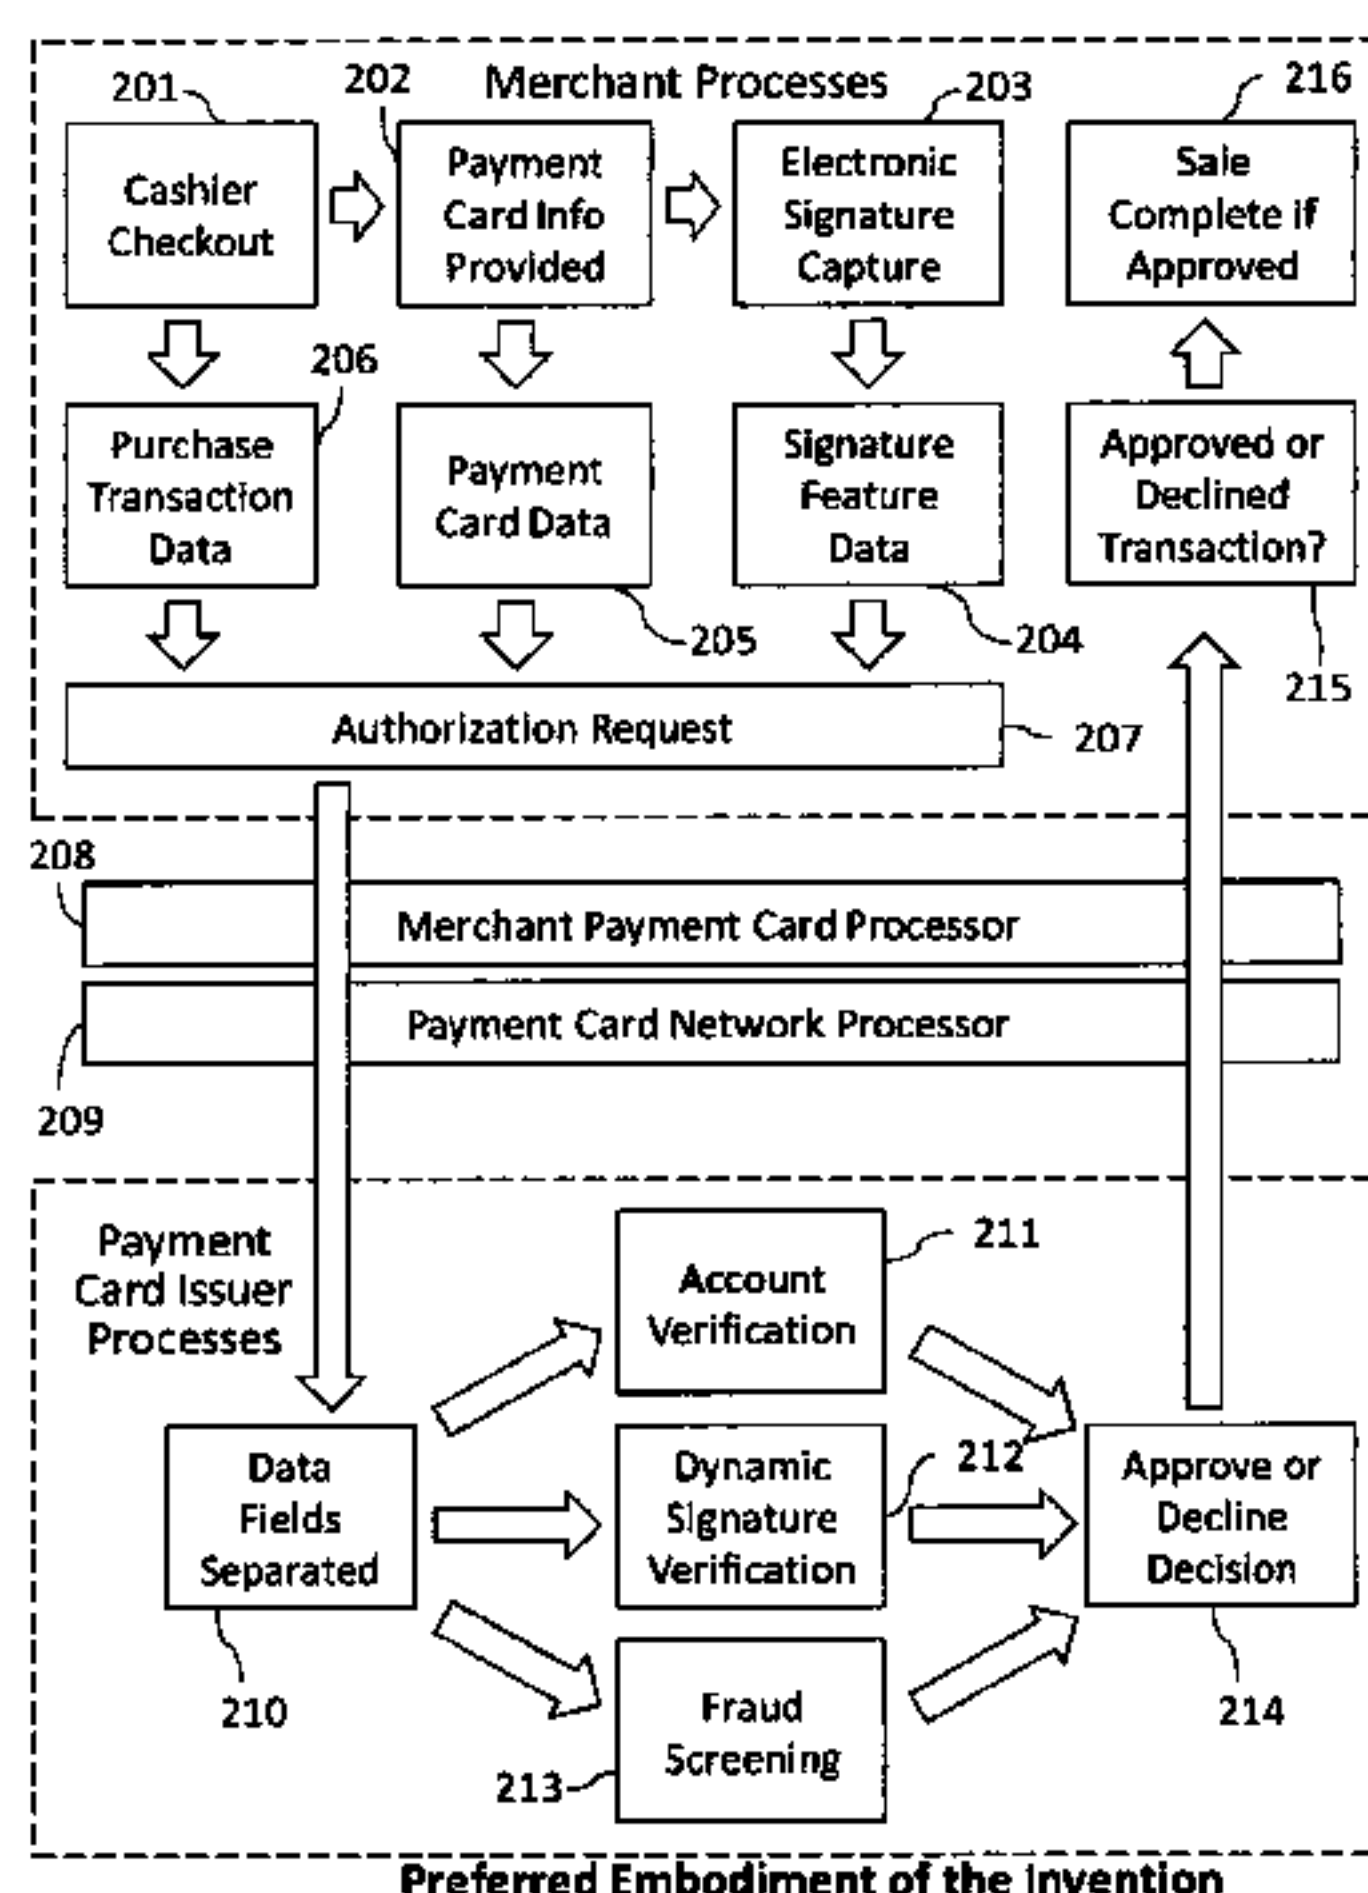 Merchant Processes
201
202
203
216
Cashier
Checkout
Payment
Card Info
Provided
Electronic
Signature
Capture
Sale
Complete if
Approved
206
Purchase
Transaction
Data
Payment
Card Data
Signature
Feature
Data
Approved or
Declined
Transaction?
205
204
215
Authorization Request
207
208
Merchant Payment Card Processor
Payment Card Network Processor
209
Payment
Card Issuer
Processes
211
Account
Verification
Data
Fields
Separated
Dynamic
Signature
Verification
212
Approve or
Decline
Decision
210
214
Fraud
Screening
213
Preferred Embodiment of the Invention